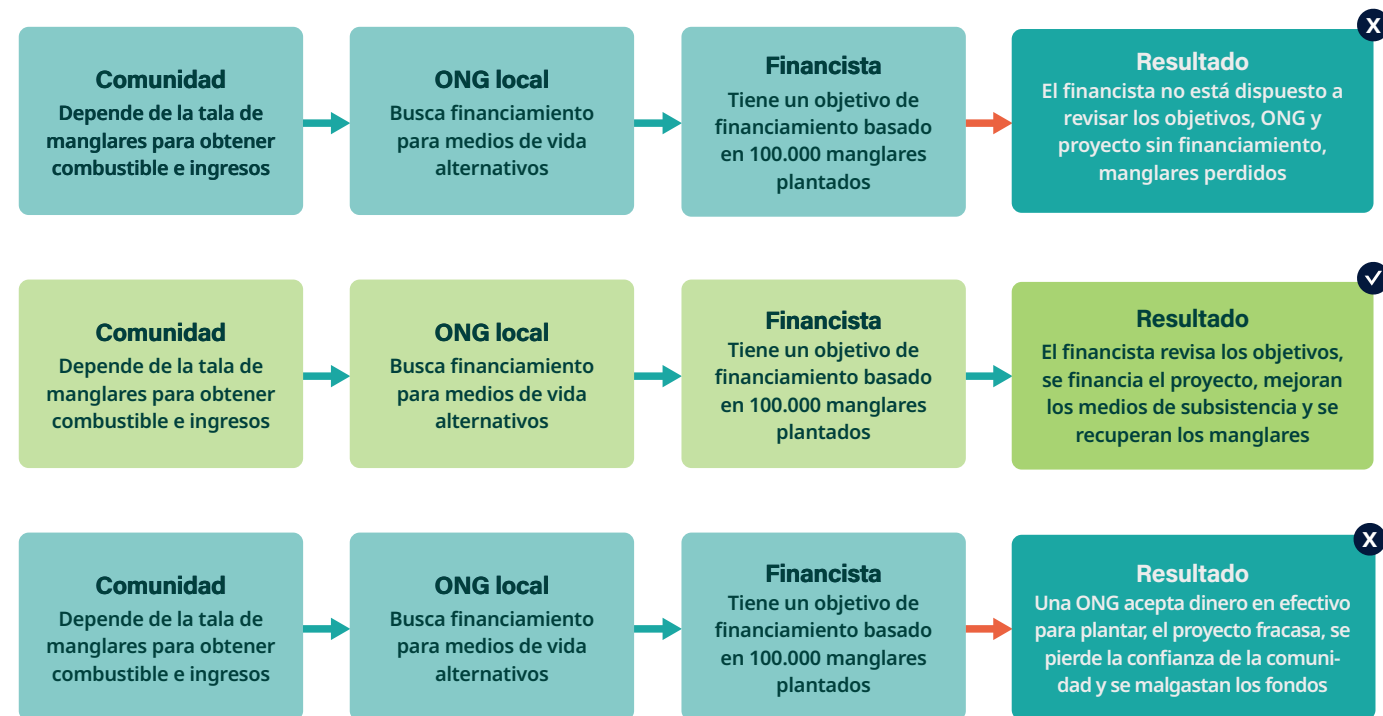 X
Comunidad
Depende de la tala de
manglares para obtener
combustible e ingresos
ONG local
Busca financiamiento
para medios de vida
alternativos
Financista
Tiene un objetivo de
financiamiento basado
en 100.000 manglares
plantados
Resultado
El financista no está dispuesto a
revisar los objetivos, ONG y
proyecto sin financiamiento,
manglares perdidos
Comunidad
Depende de la tala de
manglares para obtener
combustible e ingresos
ONG local
Busca financiamiento
para medios de vida
alternativos
Financista
Tiene un objetivo de
financiamiento basado
en 100.000 manglares
plantados
Resultado
El financista revisa los objetivos,
se financia el proyecto, mejoran
los medios de subsistencia y se
recuperan los manglares
X
Comunidad
Depende de la tala de
manglares para obtener
combustible e ingresos
ONG local
Busca financiamiento
para medios de vida
alternativos
Financista
Tiene un objetivo de
financiamiento basado
en 100.000 manglares
plantados
Resultado
Una ONG acepta dinero en efectivo
para plantar, el proyecto fracasa, se
pierde la confianza de la comuni-
dad y se malgastan los fondos